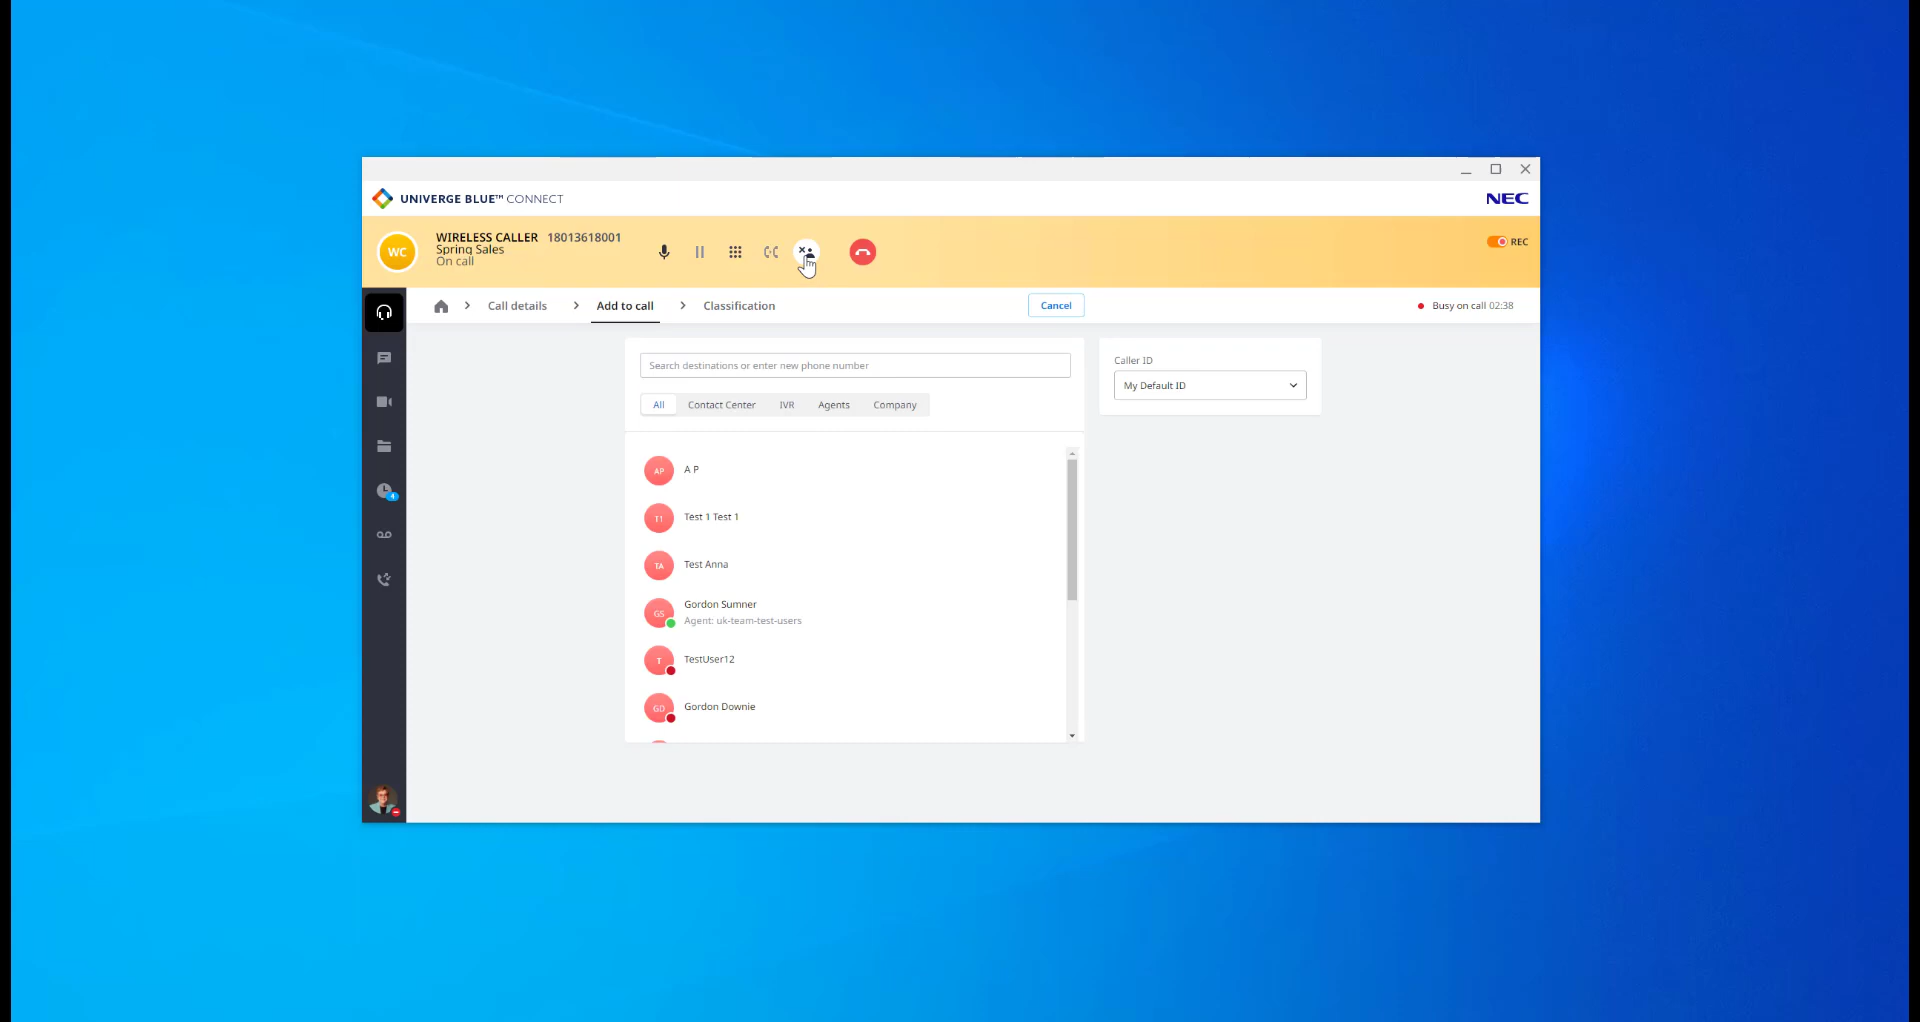 UNIVERGE BLUE™ CONNECT
NEC
WC
WIRELESS CALLER 18013618001
Spring Sales
On call
REC
Call details
Add to call
Classification
Cancel
Busy on call 02:38
Search destinations or enter new phone number
All
Contact Center
IVR
Agents
Company
Caller ID
My Default ID
AP
A P
T1
Test 1 Test 1
TA
Test Anna
GS
Gordon Sumner
Agent: uk-team-test-users
T
TestUser12
GD
Gordon Downie
4